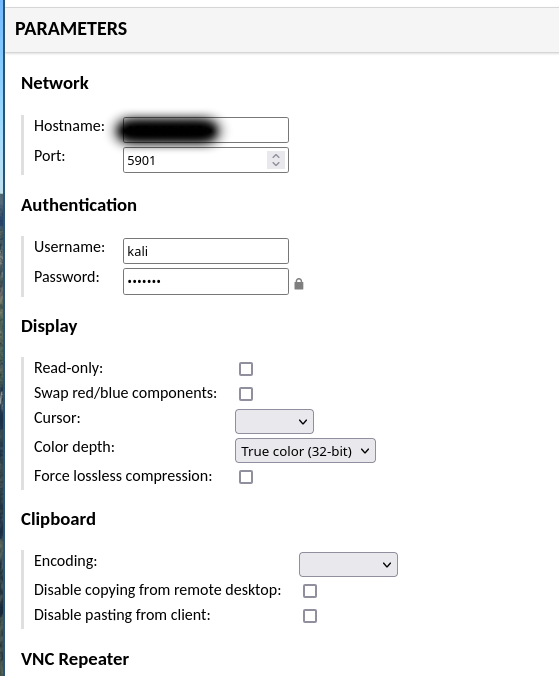 PARAMETERS
Network
Hostname:
Port: 5901
Authentication
Username: kali
Password: •••••••
Display
Read-only:
Swap red/blue components:
Cursor:
Color depth: True color (32-bit)
Force lossless compression:
Clipboard
Encoding:
Disable copying from remote desktop:
Disable pasting from client:
VNC Repeater